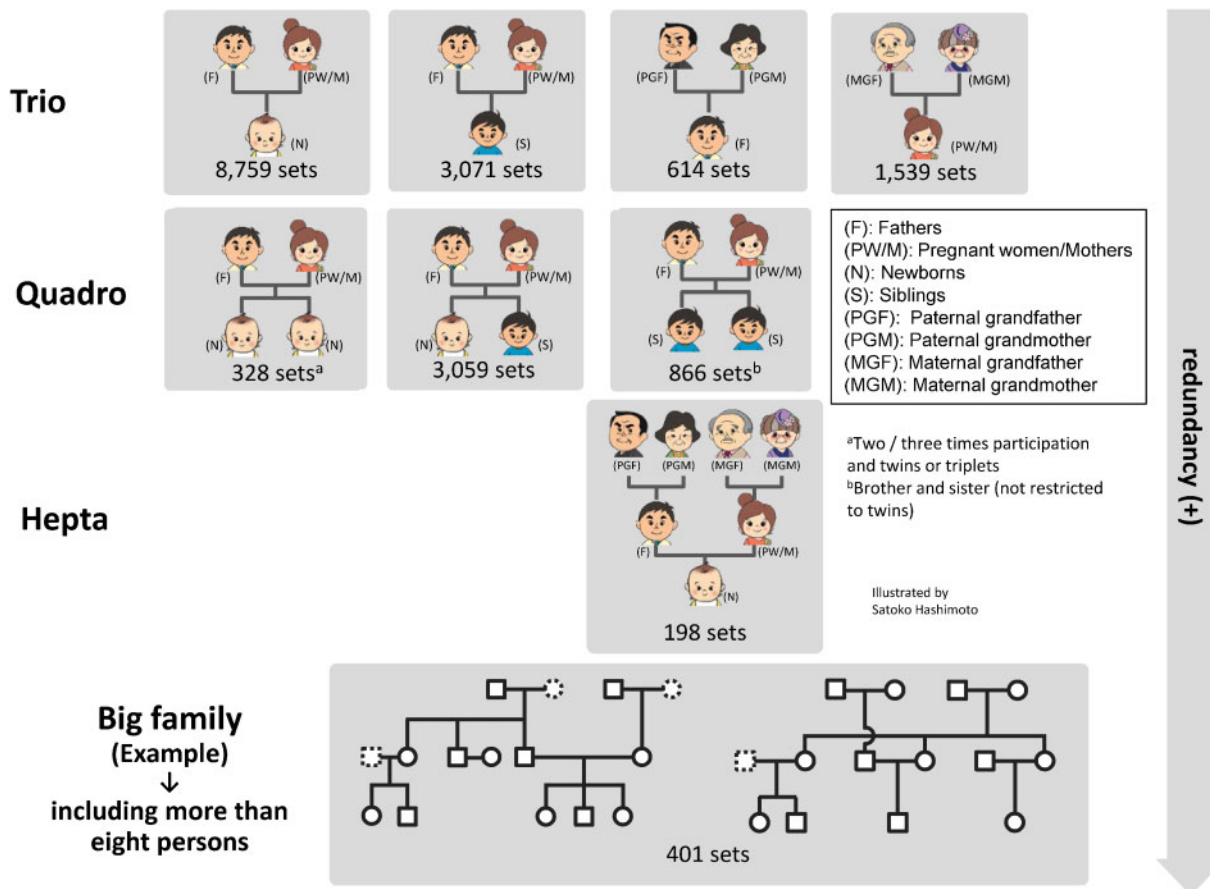 Trio
(F)
(PW/M)
(N)
8,759 sets
(F)
(PW/M)
(S)
3,071 sets
(PGF)
(PGM)
(F)
614 sets
(MGF)
(MGM)
(PW/M)
1,539 sets
Quadro
(F)
(PW/M)
(N)
(N)
328 setsᵃ
(F)
(PW/M)
(N)
(S)
3,059 sets
(F)
(PW/M)
(S)
(S)
866 setsᵇ
(F): Fathers
(PW/M): Pregnant women/Mothers
(N): Newborns
(S): Siblings
(PGF): Paternal grandfather
(PGM): Paternal grandmother
(MGF): Maternal grandfather
(MGM): Maternal grandmother
Hepta
(PGF)
(PGM)
(MGF)
(MGM)
(F)
(PW/M)
(N)
198 sets
ᵃTwo / three times participation
and twins or triplets
ᵇBrother and sister (not restricted
to twins)
Illustrated by
Satoko Hashimoto
Big family
(Example)
↓
including more than
eight persons
401 sets
redundancy (+)